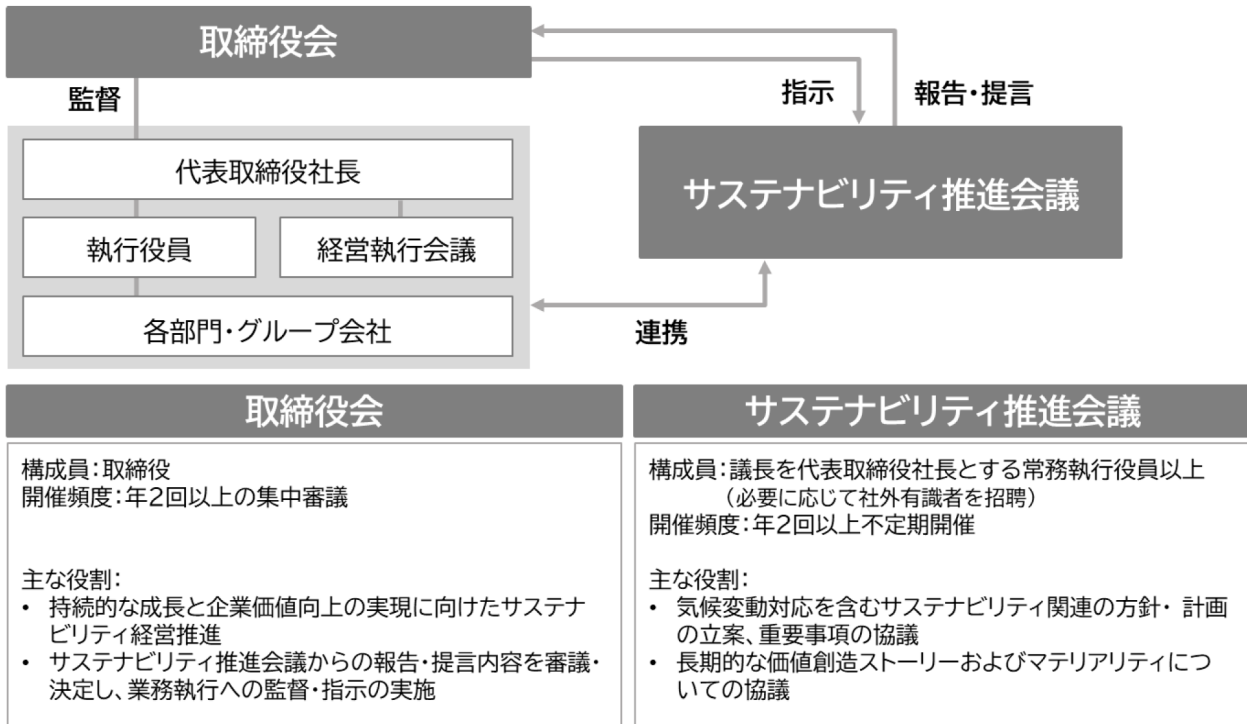 取締役会
監督
指示
報告・提言
代表取締役社長
サステナビリティ推進会議
執行役員
経営執行会議
各部門・グループ会社
連携
取締役会
構成員：取締役
開催頻度：年2回以上の集中審議
主な役割：
• 持続的な成長と企業価値向上の実現に向けたサステナ
ビリティ経営推進
• サステナビリティ推進会議からの報告・提言内容を審議・
決定し、業務執行への監督・指示の実施
サステナビリティ推進会議
構成員：議長を代表取締役社長とする常務執行役員以上
（必要に応じて社外有識者を招聘）
開催頻度：年2回以上不定期開催
主な役割：
• 気候変動対応を含むサステナビリティ関連の方針・ 計画
の立案、重要事項の協議
• 長期的な価値創造ストーリーおよびマテリアリティにつ
いての協議